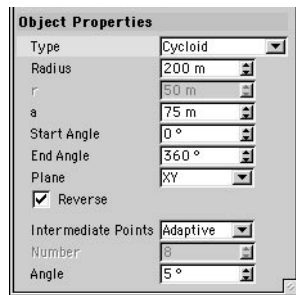 Object Properties
Type Cycloid
Radius 200 m
r 50 m
a 75 m
Start Angle 0 °
End Angle 360 °
Plane XY
Reverse
Intermediate Points Adaptive
Number 8
Angle 5 °